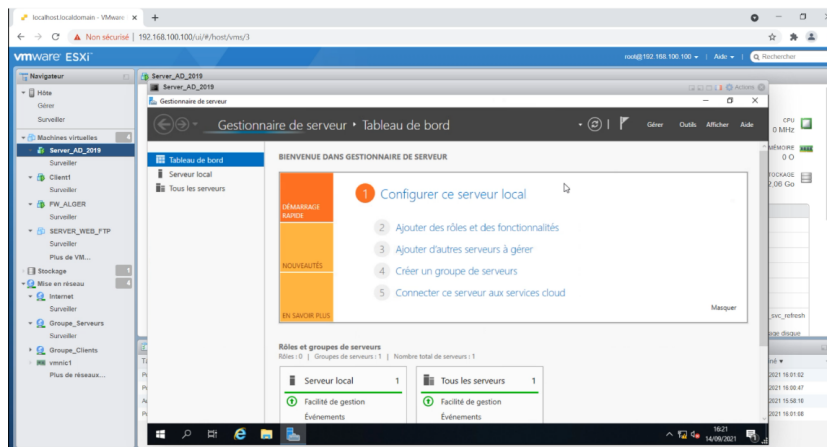 localhost.localdomain - VMware
Non sécurisé | 192.168.100.100/ui/#/host/vms/3
vmware ESXi
root@192.168.100.100
Aide
Rechercher
Navigateur
Hôte
Gérer
Surveiller
Machines virtuelles 4
Server_AD_2019
Surveiller
Client1
Surveiller
FW_ALGER
Surveiller
SERVER_WEB_FTP
Surveiller
Plus de VM...
Stockage 1
Mise en réseau 4
Internet
Surveiller
Groupe_Serveurs
Surveiller
Groupe_Clients
vmnic1
Plus de réseaux...
Server_AD_2019
Server_AD_2019
Actions
Gestionnaire de serveur
Gestionnaire de serveur • Tableau de bord
Gérer Outils Afficher Aide
Tableau de bord
Serveur local
Tous les serveurs
BIENVENUE DANS GESTIONNAIRE DE SERVEUR
DÉMARRAGE
RAPIDE
NOUVEAUTÉS
EN SAVOIR PLUS
1 Configurer ce serveur local
2 Ajouter des rôles et des fonctionnalités
3 Ajouter d'autres serveurs à gérer
4 Créer un groupe de serveurs
5 Connecter ce serveur aux services cloud
Masquer
Rôles et groupes de serveurs
Rôles : 0 | Groupes de serveurs : 1 | Nombre total de serveurs : 1
Serveur local 1
Facilité de gestion
Événements
Tous les serveurs 1
Facilité de gestion
Événements
CPU
0 MHz
MÉMOIRE
0 O
STOCKAGE
2,06 Go
_svc_refresh
age disque
2021 16:01:02
2021 16:00:47
2021 15:58:10
2021 16:01:08
16:21
14/09/2021